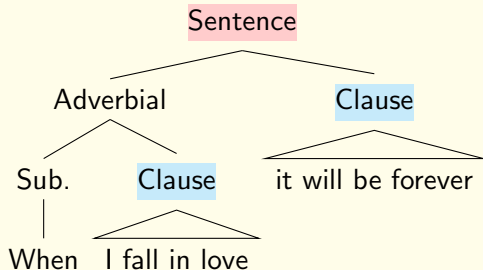 Sentence
Adverbial Clause
Sub. Clause it will be forever
When I fall in love